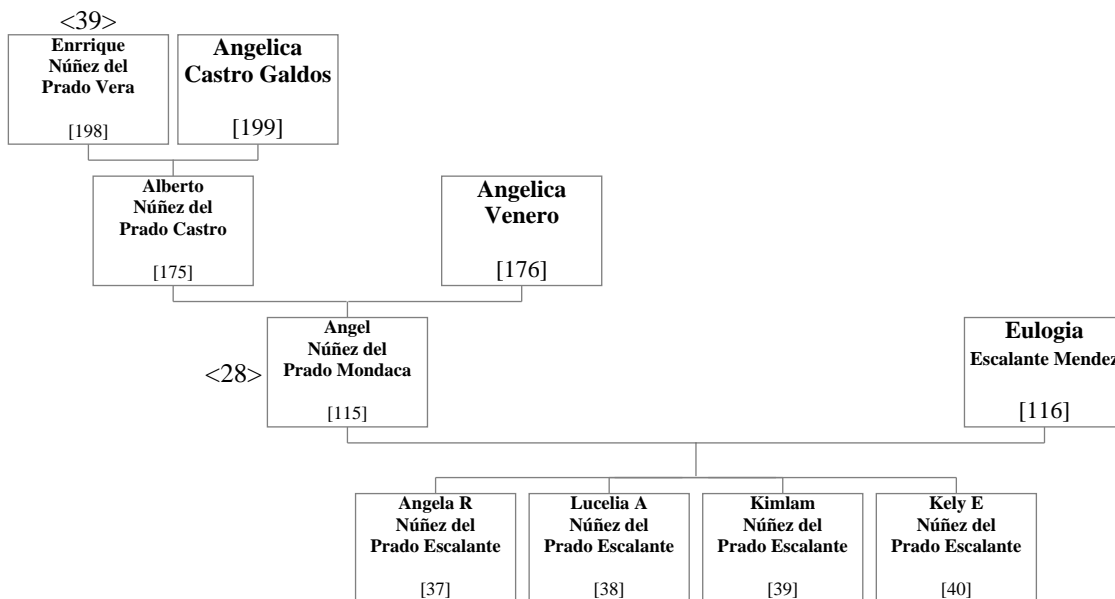 <39>
Enrrique
Núñez del
Prado Vera
[198]
Angelica
Castro Galdos
[199]
Alberto
Núñez del
Prado Castro
[175]
Angelica
Venero
[176]
<28>
Angel
Núñez del
Prado Mondaca
[115]
Eulogia
Escalante Mendez
[116]
Angela R
Núñez del
Prado Escalante
[37]
Lucelia A
Núñez del
Prado Escalante
[38]
Kimlam
Núñez del
Prado Escalante
[39]
Kely E
Núñez del
Prado Escalante
[40]